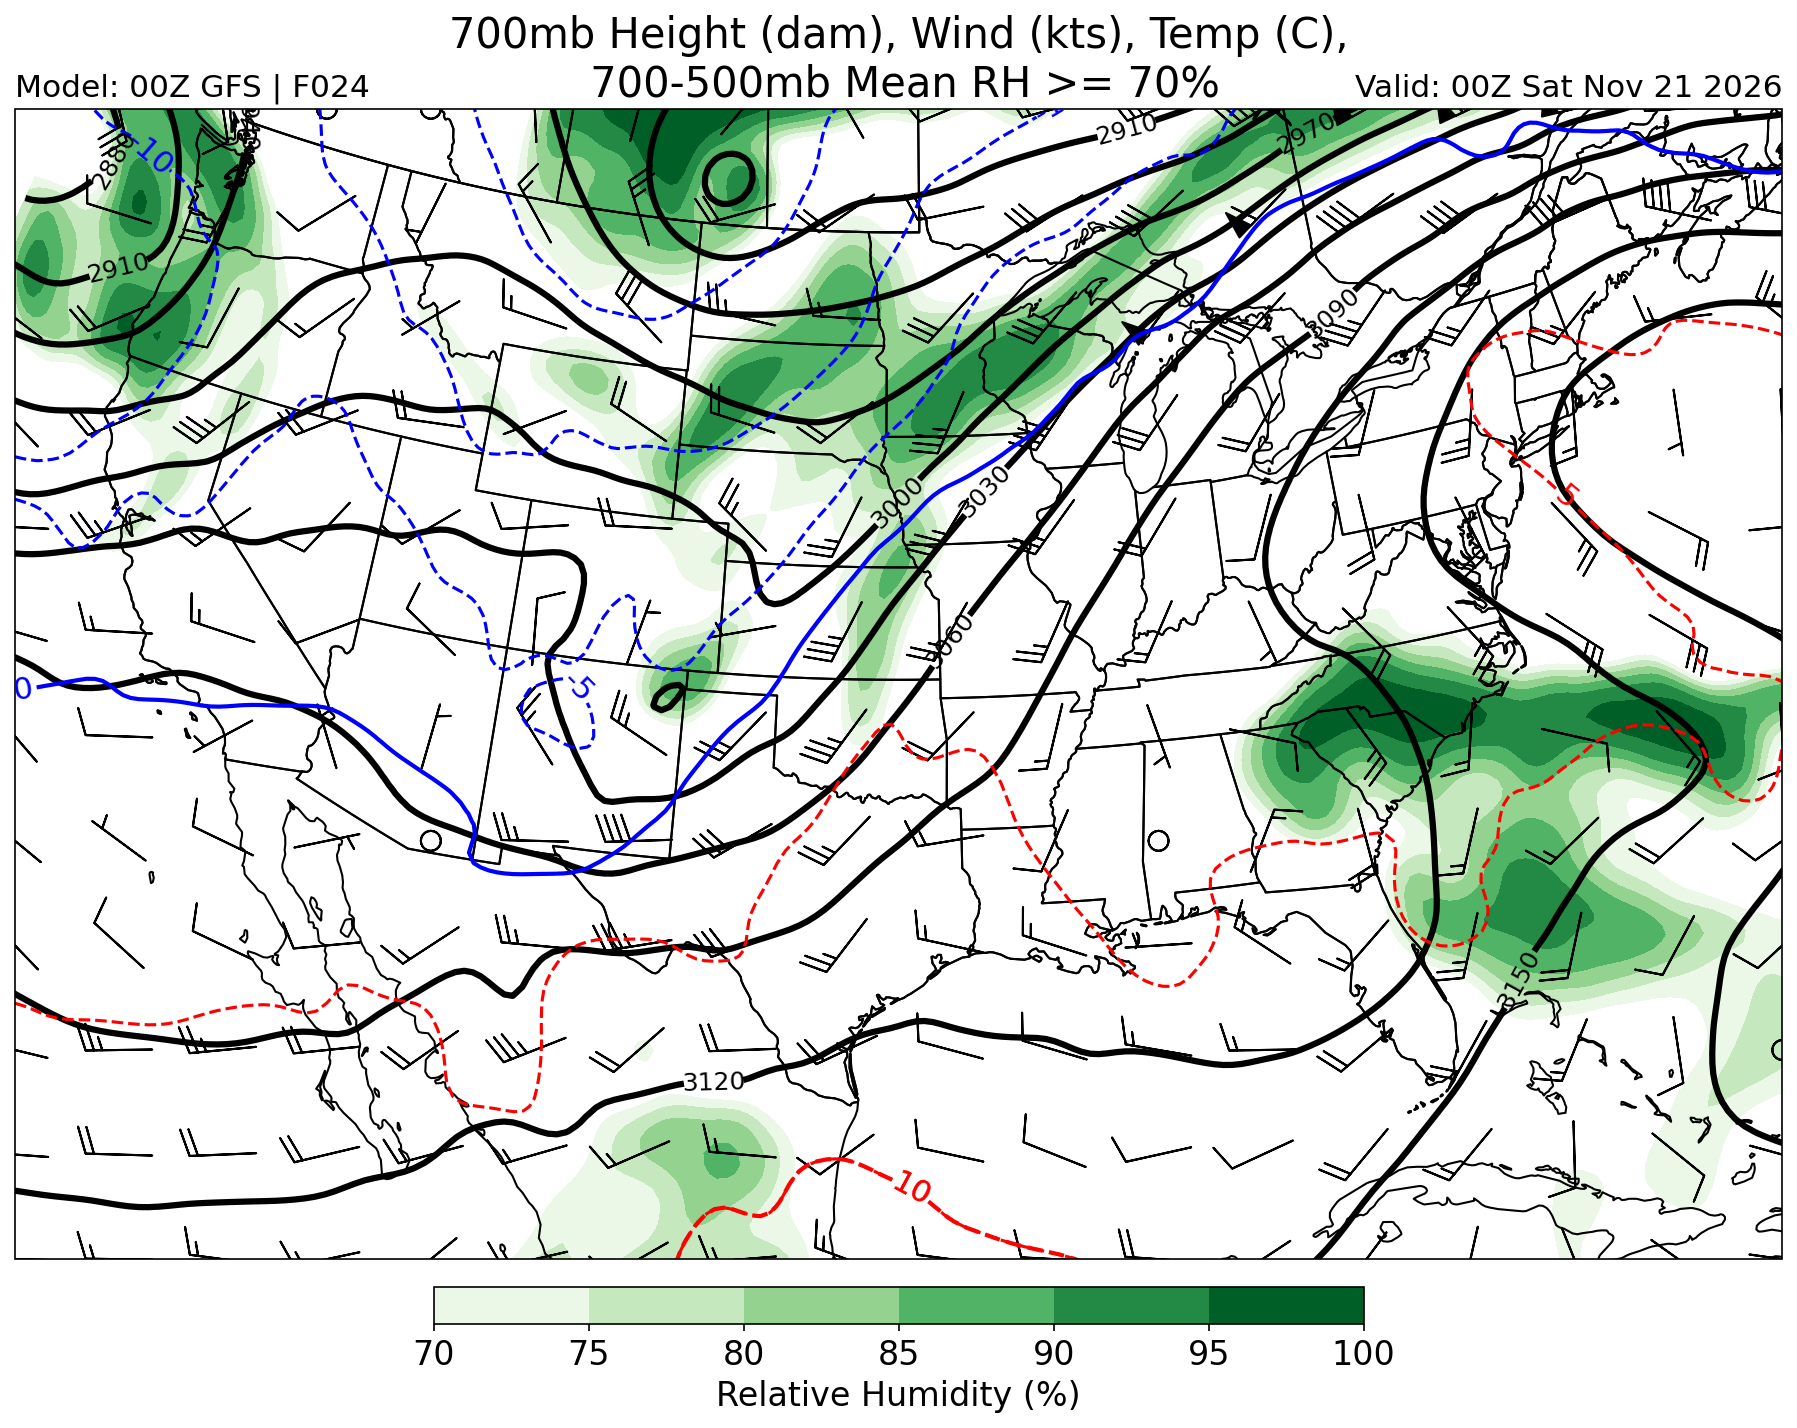 700mb Height (dam), Wind (kts), Temp (C),
700-500mb Mean RH >= 70%
Model: 00Z GFS | F024
Valid: 00Z Sat Nov 21 2026
2910
2970
2880
-10
2910
3090
3000
3030
5
3060
-5
0
3150
3120
10
70 75 80 85 90 95 100
Relative Humidity (%)